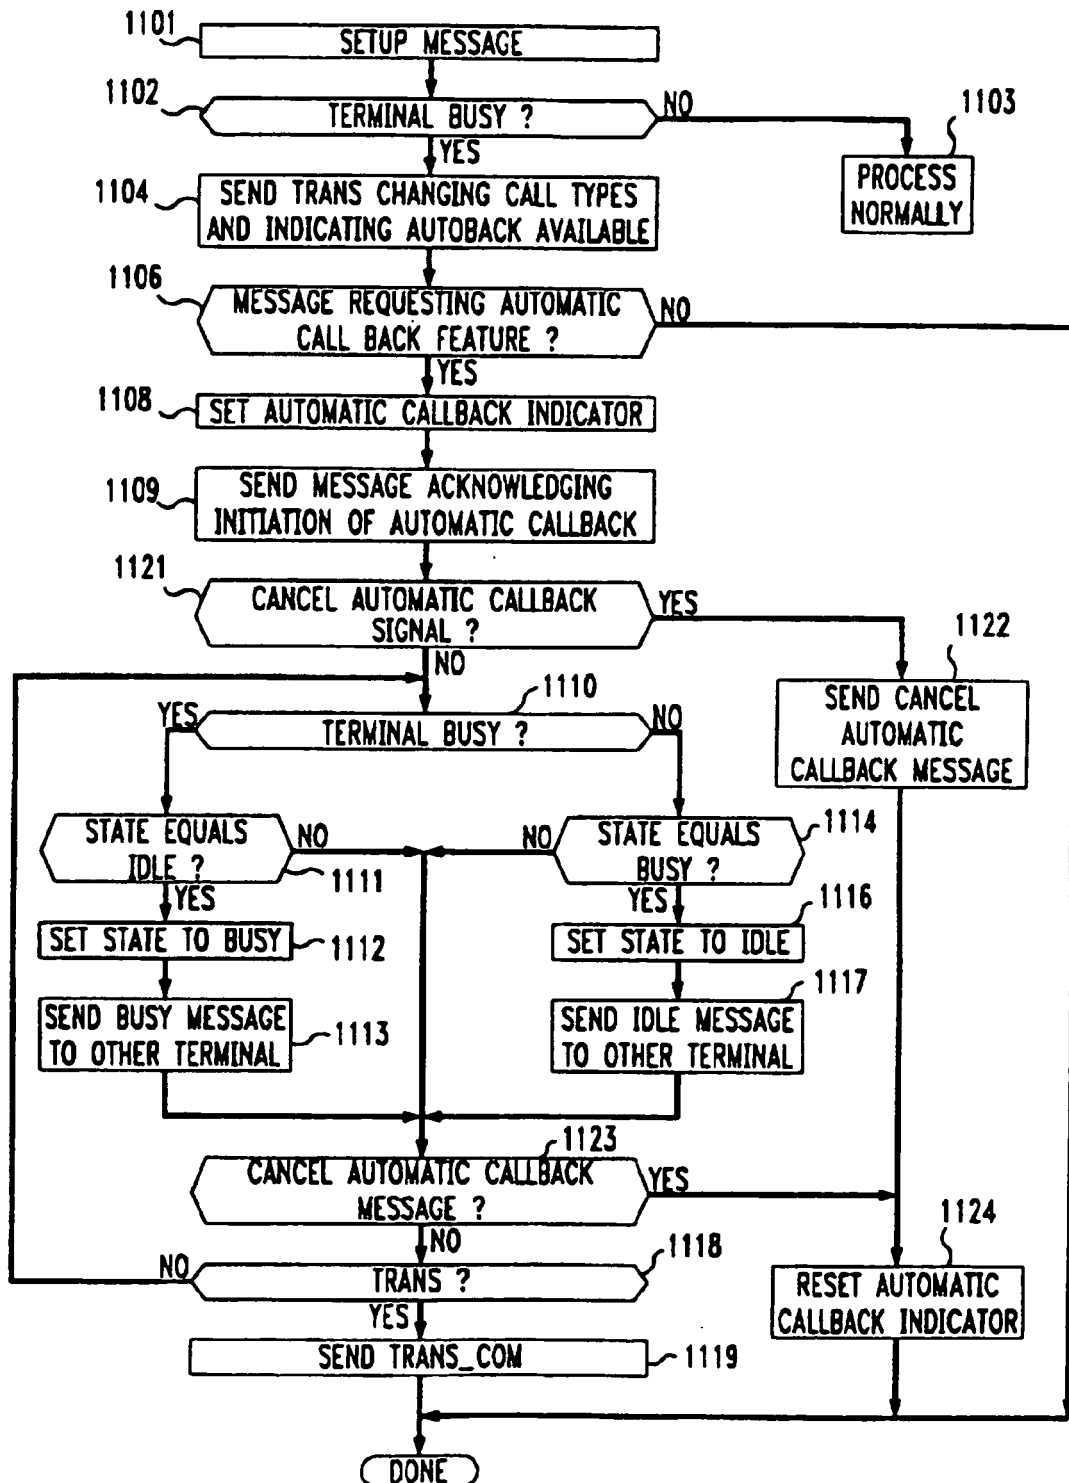 1101
SETUP MESSAGE
1102
TERMINAL BUSY ?
NO
1103
YES
PROCESS
NORMALLY
1104
SEND TRANS CHANGING CALL TYPES
AND INDICATING AUTOBACK AVAILABLE
1106
MESSAGE REQUESTING AUTOMATIC
CALL BACK FEATURE ?
NO
YES
1108
SET AUTOMATIC CALLBACK INDICATOR
1109
SEND MESSAGE ACKNOWLEDGING
INITIATION OF AUTOMATIC CALLBACK
1121
CANCEL AUTOMATIC CALLBACK
SIGNAL ?
YES
1122
NO
SEND CANCEL
AUTOMATIC
CALLBACK MESSAGE
1110
YES
TERMINAL BUSY ?
NO
STATE EQUALS
IDLE ?
NO
1111
NO
STATE EQUALS
BUSY ?
1114
YES
YES
1116
SET STATE TO BUSY
1112
SET STATE TO IDLE
1117
SEND BUSY MESSAGE
TO OTHER TERMINAL
1113
SEND IDLE MESSAGE
TO OTHER TERMINAL
1123
CANCEL AUTOMATIC CALLBACK
MESSAGE ?
YES
1124
NO
NO
TRANS ?
1118
RESET AUTOMATIC
CALLBACK INDICATOR
YES
SEND TRANS_COM
1119
DONE